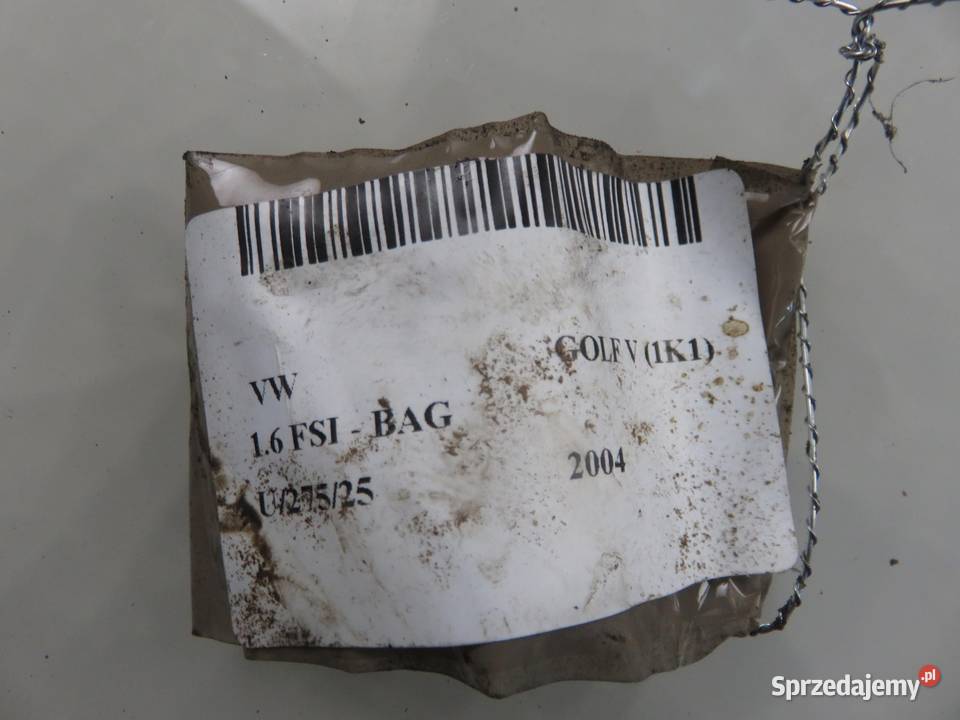 GOLF V (1K1)
VW
1.6 FSI - BAG
2004
U/275/25
Sprzedajemy.pl